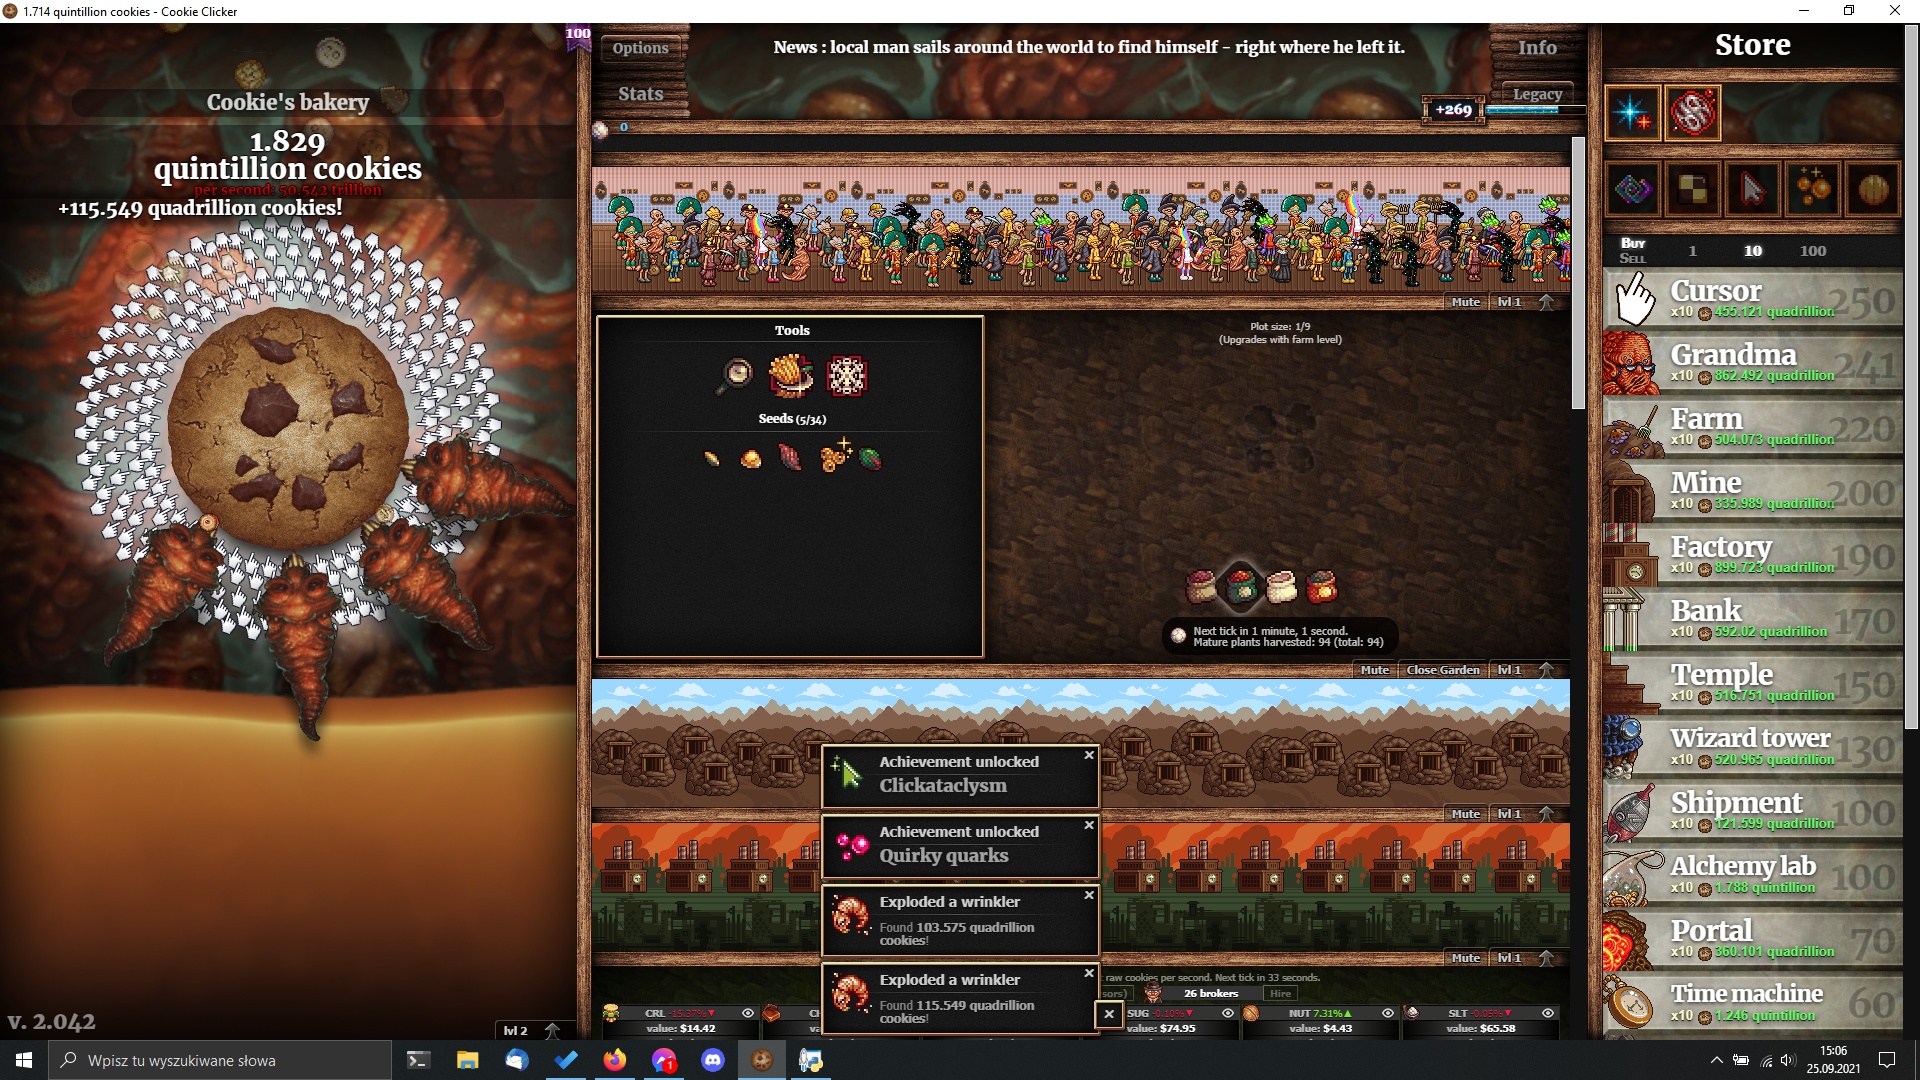 1.714 quintillion cookies - Cookie Clicker
100
Cookie's bakery
1.829
quintillion cookies
per second: 50.542 trillion
+115.549 quadrillion cookies!
v. 2.042
lvl 2
Options
Stats
News : local man sails around the world to find himself - right where he left it.
Info
Legacy
+269
0
Mute
lvl 1
Tools
Seeds (5/34)
Plot size: 1/9
(Upgrades with farm level)
Next tick in 1 minute, 1 second.
Mature plants harvested: 94 (total: 94)
Mute
Close Garden
lvl 1
Mute
lvl 1
Mute
lvl 1
Achievement unlocked
Clickataclysm
Achievement unlocked
Quirky quarks
Exploded a wrinkler
Found 103.575 quadrillion
cookies!
Exploded a wrinkler
Found 115.549 quadrillion
cookies!
raw cookies per second. Next tick in 33 seconds.
sors)
26 brokers
Hire
CRL -15.37%▼
value: $14.42
CH
SUG -0.10%▼
value: $74.95
NUT 7.31%▲
value: $4.43
SLT -0.05%▼
value: $65.58
Store
Buy
Sell
1
10
100
Cursor
x10 455.121 quadrillion
250
Grandma
x10 862.492 quadrillion
241
Farm
x10 504.073 quadrillion
220
Mine
x10 335.989 quadrillion
200
Factory
x10 899.723 quadrillion
190
Bank
x10 592.02 quadrillion
170
Temple
x10 516.751 quadrillion
150
Wizard tower
x10 520.965 quadrillion
130
Shipment
x10 121.599 quadrillion
100
Alchemy lab
x10 1.788 quintillion
100
Portal
x10 360.101 quadrillion
70
Time machine
x10 1.246 quintillion
60
Wpisz tu wyszukiwane słowa
1
15:06
25.09.2021